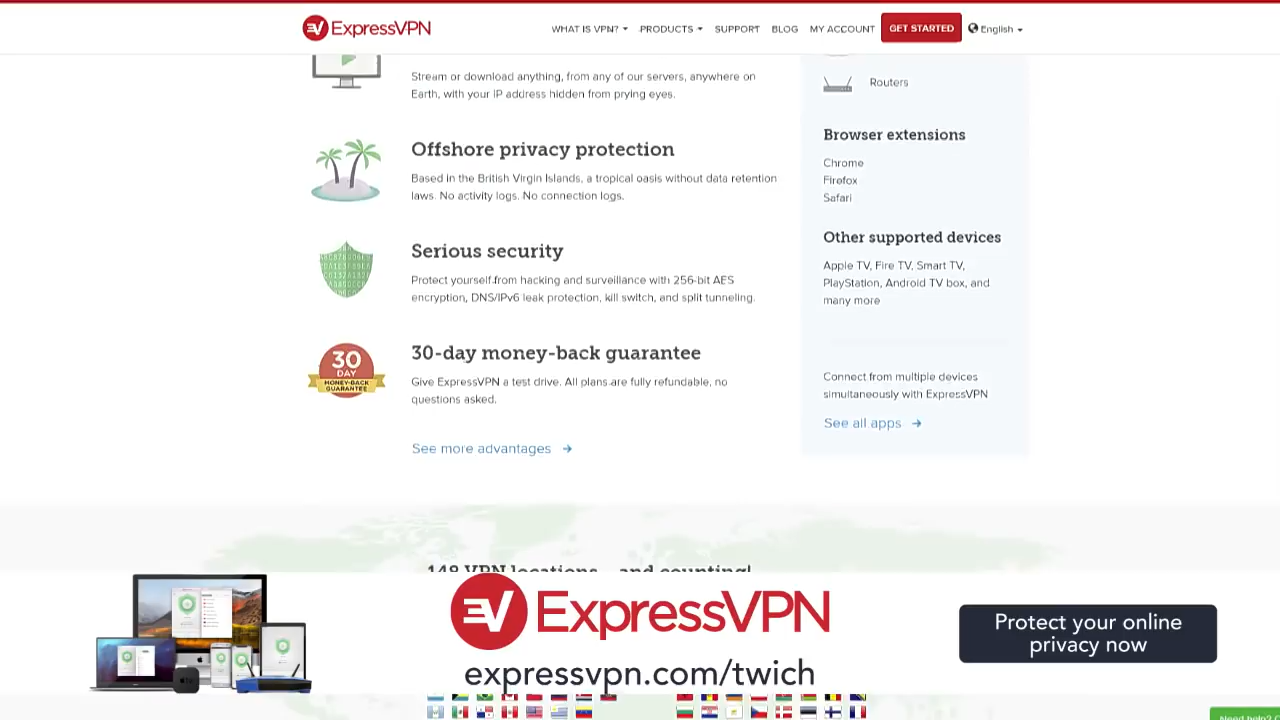 ExpressVPN
WHAT IS VPN? PRODUCTS SUPPORT BLOG MY ACCOUNT GET STARTED English
Stream or download anything, from any of our servers, anywhere on
Earth, with your IP address hidden from prying eyes.
Offshore privacy protection
Based in the British Virgin Islands, a tropical oasis without data retention
laws. No activity logs. No connection logs.
Serious security
Protect yourself from hacking and surveillance with 256-bit AES
encryption, DNS/IPv6 leak protection, kill switch, and split tunneling.
30
DAY
MONEY-BACK
GUARANTEE
30-day money-back guarantee
Give ExpressVPN a test drive. All plans are fully refundable, no
questions asked.
See more advantages
Routers
Browser extensions
Chrome
Firefox
Safari
Other supported devices
Apple TV, Fire TV, Smart TV,
PlayStation, Android TV box, and
many more
Connect from multiple devices
simultaneously with ExpressVPN
See all apps
148 VPN locations... and counting!
ExpressVPN
expressvpn.com/twich
Protect your online
privacy now
Need help?